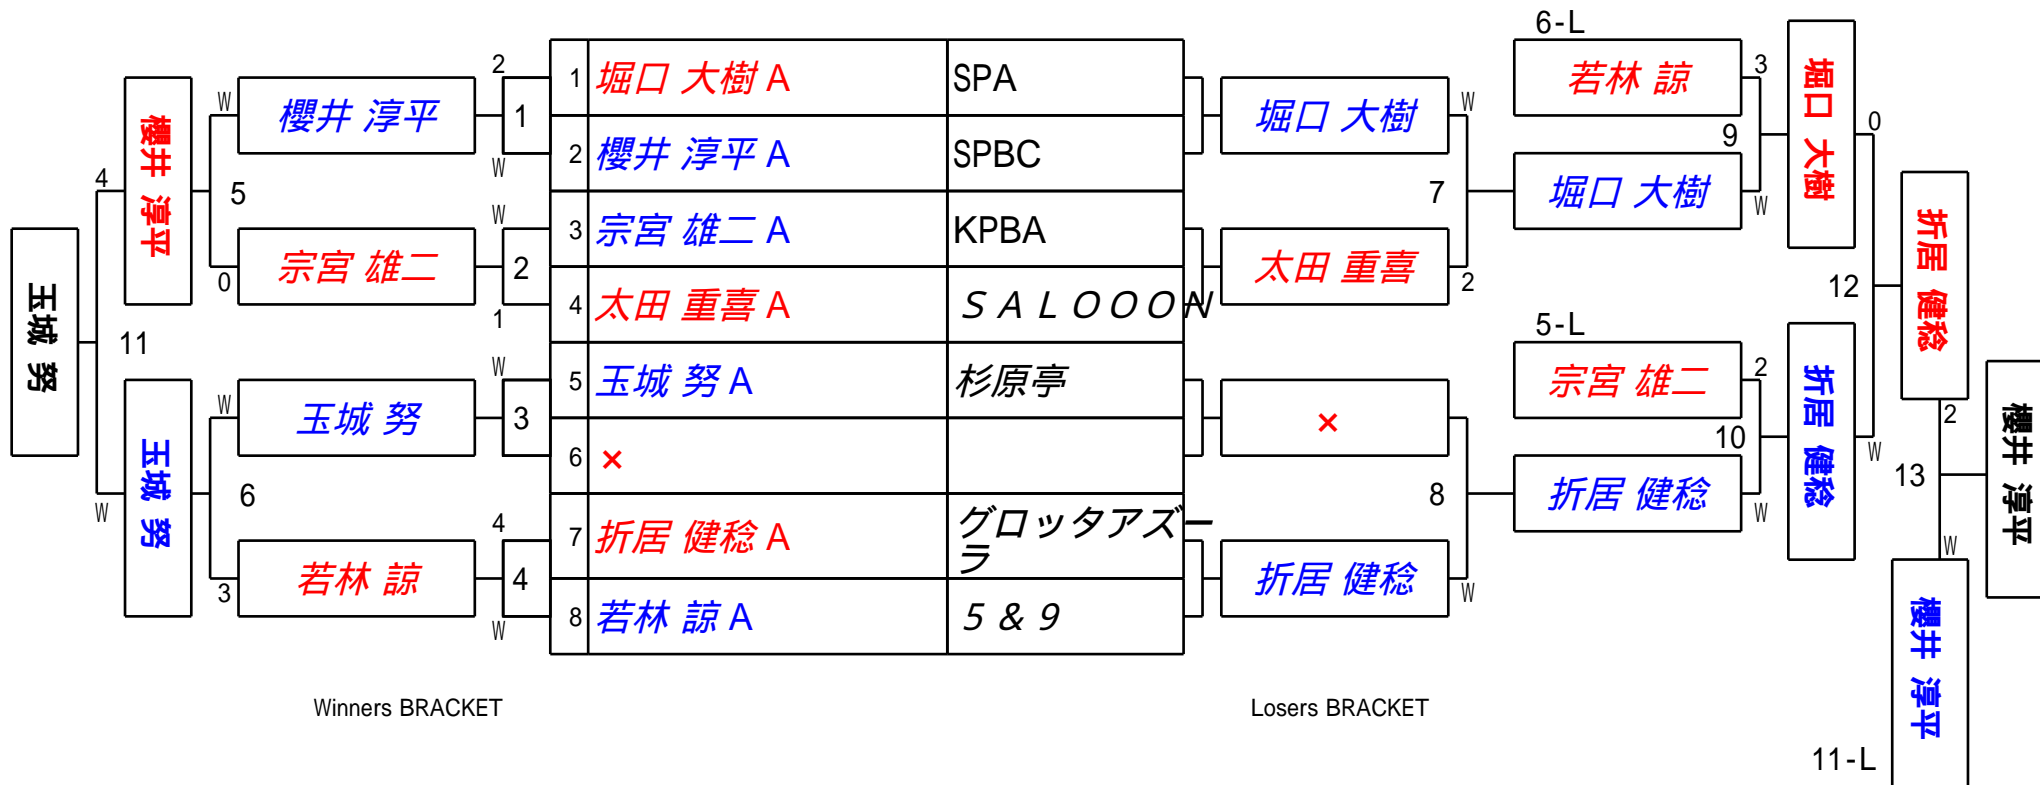 6-L
2
1 堀口 大樹 A SPA
若林 諒
3
堀口 大樹
W
櫻井 淳平
1
堀口 大樹
W
櫻井 淳平
0
4
2 櫻井 淳平 A SPBC
W
9
5
7
堀口 大樹
W
W
3 宗宮 雄二 A KPBA
折居 健稔
0
宗宮 雄二
2
太田 重喜
2
12
玉城 努
1
4 太田 重喜 A SALOOON
5-L
11
W
5 玉城 努 A 杉原亭
宗宮 雄二
2
折居 健稔
2
櫻井 淳平
W
玉城 努
3
×
10
W
玉城 努
6 ×
13
W
6
4
8
折居 健稔
W
7 折居 健稔 A グロッタアズー
ラ
W
3
若林 諒
4
折居 健稔
W
櫻井 淳平
W
8 若林 諒 A 5&9
Winners BRACKET
Losers BRACKET
11-L